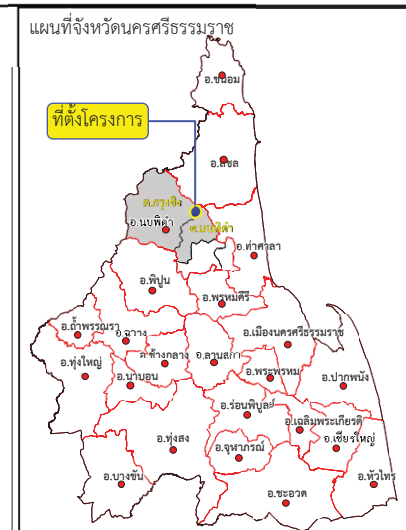 แผนที่จังหวัดนครศรีธรรมราช
อ.ขนอม
ที่ตั้งโครงการ
อ.สิชล
ต.กรุงชิง
อ.นบพิตำ
ต.นบพิตำ
อ.ท่าศาลา
อ.พิปูน
อ.พรหมคีรี
อ.ถ้ำพรรณรา
อ.ฉวาง
อ.เมืองนครศรีธรรมราช
อ.ช้างกลาง
อ.ลานสกา
อ.ทุ่งใหญ่
อ.นาบอน
อ.พระพรหม
อ.ปากพนัง
อ.ร่อนพิบูลย์
อ.เฉลิมพระเกียรติ
อ.ทุ่งสง
อ.จุฬาภรณ์
อ.เชียรใหญ่
อ.บางขัน
อ.หัวไทร
อ.ชะอวด